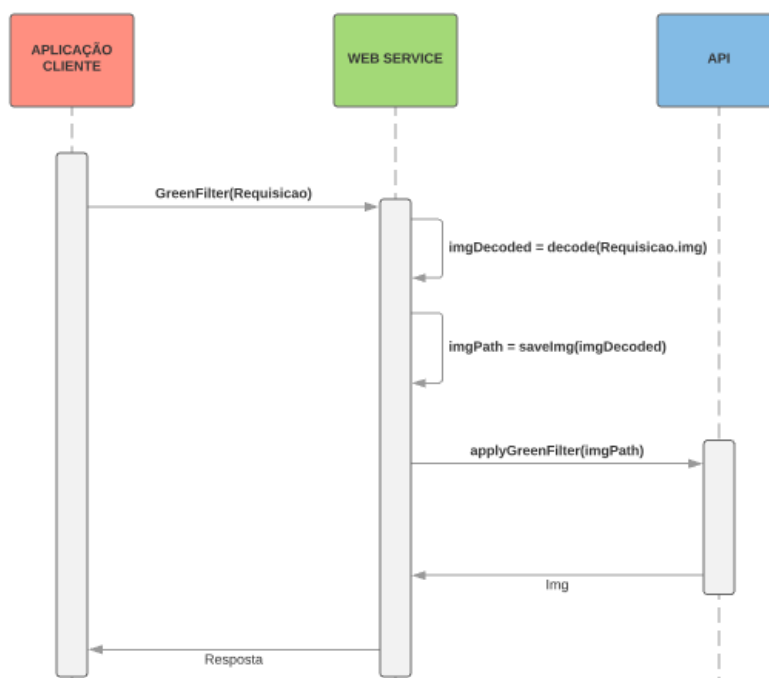 APLICAÇÃO
CLIENTE
WEB SERVICE
API
GreenFilter(Requisicao)
imgDecoded = decode(Requisicao.img)
imgPath = saveImg(imgDecoded)
applyGreenFilter(imgPath)
Img
Resposta